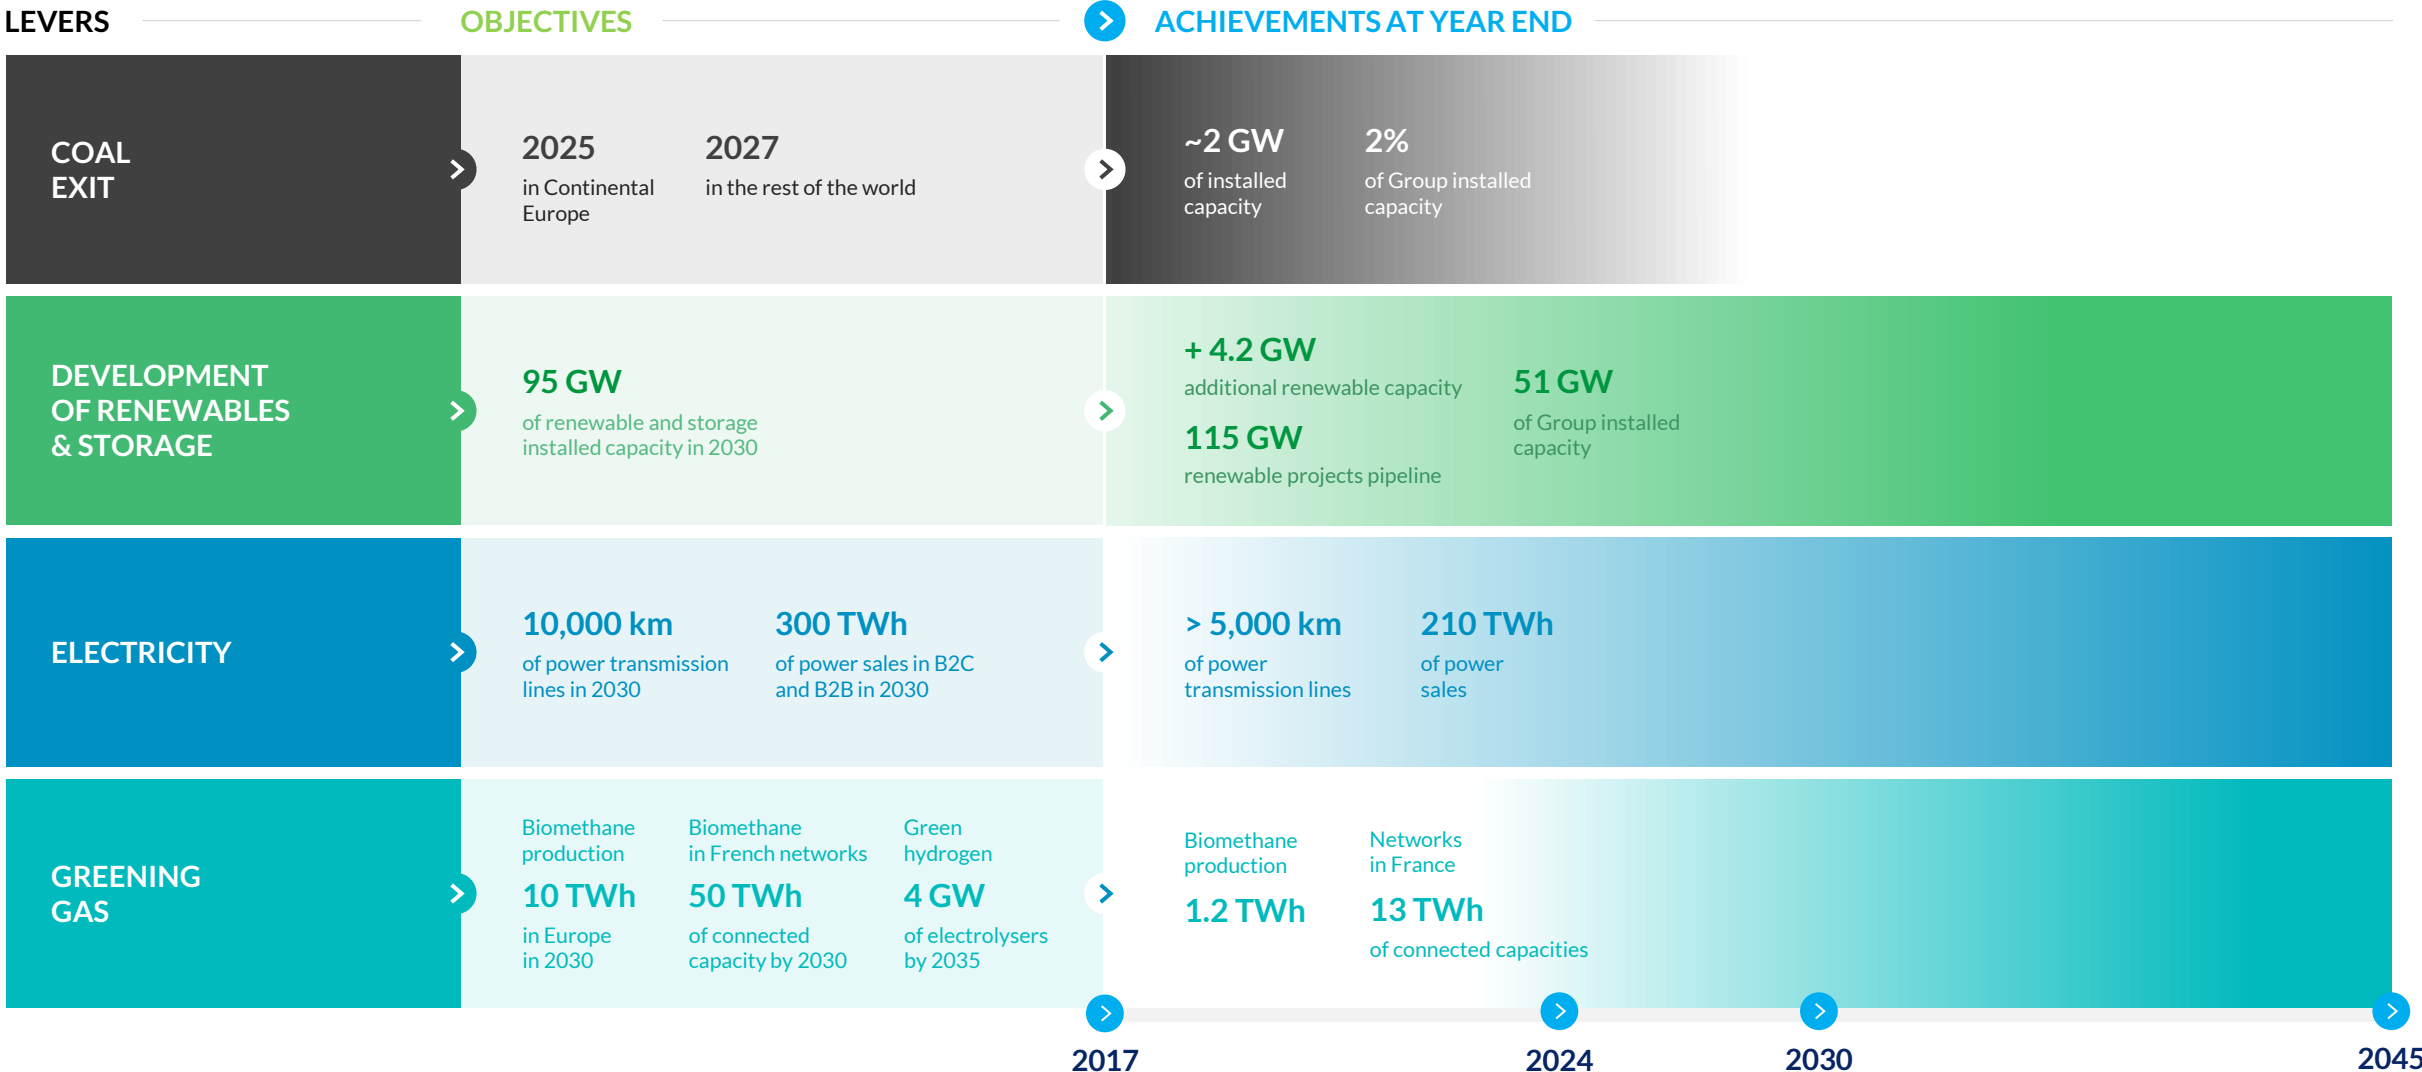 LEVERS
OBJECTIVES
ACHIEVEMENTS AT YEAR END
COAL
EXIT
2025
in Continental
Europe
2027
in the rest of the world
~2 GW
of installed
capacity
2%
of Group installed
capacity
DEVELOPMENT
OF RENEWABLES
& STORAGE
95 GW
of renewable and storage
installed capacity in 2030
+ 4.2 GW
additional renewable capacity
115 GW
renewable projects pipeline
51 GW
of Group installed
capacity
ELECTRICITY
10,000 km
of power transmission
lines in 2030
300 TWh
of power sales in B2C
and B2B in 2030
> 5,000 km
of power
transmission lines
210 TWh
of power
sales
GREENING
GAS
Biomethane
production
10 TWh
in Europe
in 2030
Biomethane
in French networks
50 TWh
of connected
capacity by 2030
Green
hydrogen
4 GW
of electrolysers
by 2035
Biomethane
production
1.2 TWh
Networks
in France
13 TWh
of connected capacities
2017
2024
2030
2045